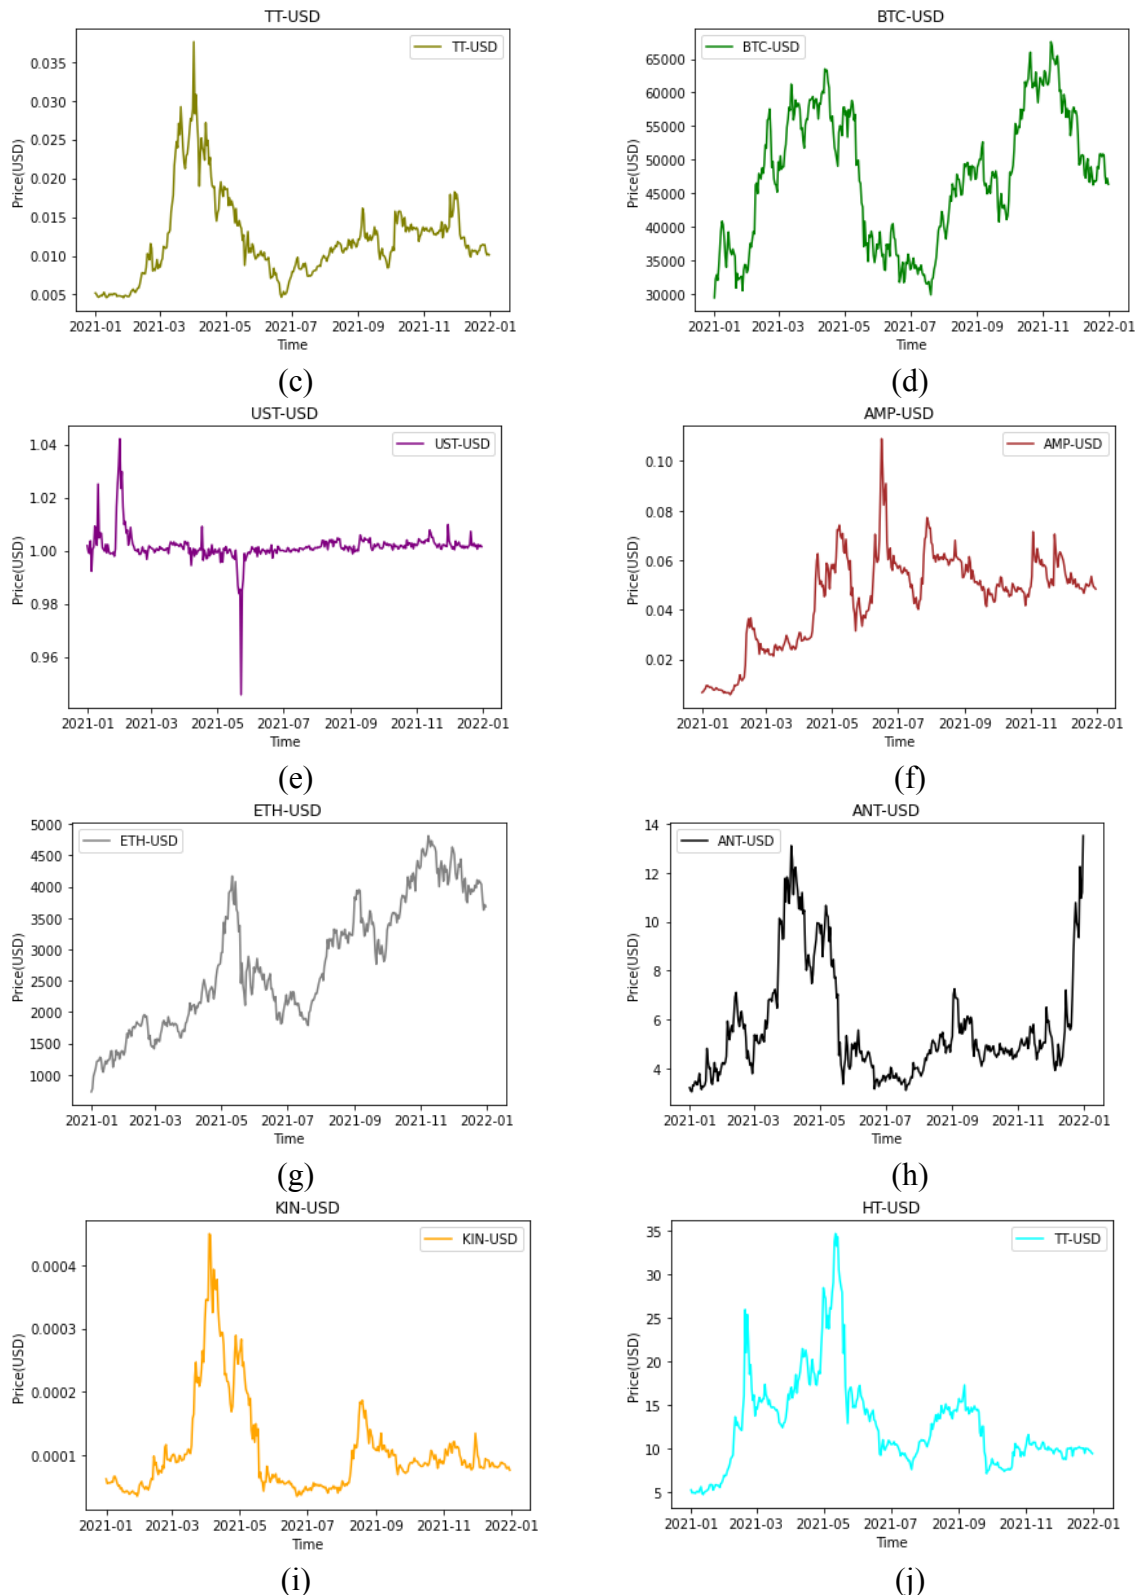 TT-USD
TT-USD
Price(USD)
0.035
0.030
0.025
0.020
0.015
0.010
0.005
2021-01 2021-03 2021-05 2021-07 2021-09 2021-11 2022-01
Time
(c)
BTC-USD
BTC-USD
Price(USD)
65000
60000
55000
50000
45000
40000
35000
30000
2021-01 2021-03 2021-05 2021-07 2021-09 2021-11 2022-01
Time
(d)
UST-USD
UST-USD
Price(USD)
1.04
1.02
1.00
0.98
0.96
2021-01 2021-03 2021-05 2021-07 2021-09 2021-11 2022-01
Time
(e)
AMP-USD
AMP-USD
Price(USD)
0.10
0.08
0.06
0.04
0.02
2021-01 2021-03 2021-05 2021-07 2021-09 2021-11 2022-01
Time
(f)
ETH-USD
ETH-USD
Price(USD)
5000
4500
4000
3500
3000
2500
2000
1500
1000
2021-01 2021-03 2021-05 2021-07 2021-09 2021-11 2022-01
Time
(g)
ANT-USD
ANT-USD
Price(USD)
14
12
10
8
6
4
2021-01 2021-03 2021-05 2021-07 2021-09 2021-11 2022-01
Time
(h)
KIN-USD
KIN-USD
Price(USD)
0.0004
0.0003
0.0002
0.0001
2021-01 2021-03 2021-05 2021-07 2021-09 2021-11 2022-01
Time
(i)
HT-USD
TT-USD
Price(USD)
35
30
25
20
15
10
5
2021-01 2021-03 2021-05 2021-07 2021-09 2021-11 2022-01
Time
(j)